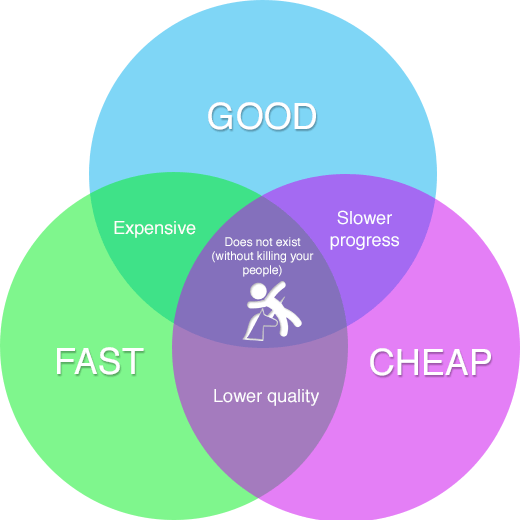 GOOD
Expensive
Slower
progress
Does not exist
(without killing your
people)
FAST
CHEAP
Lower quality